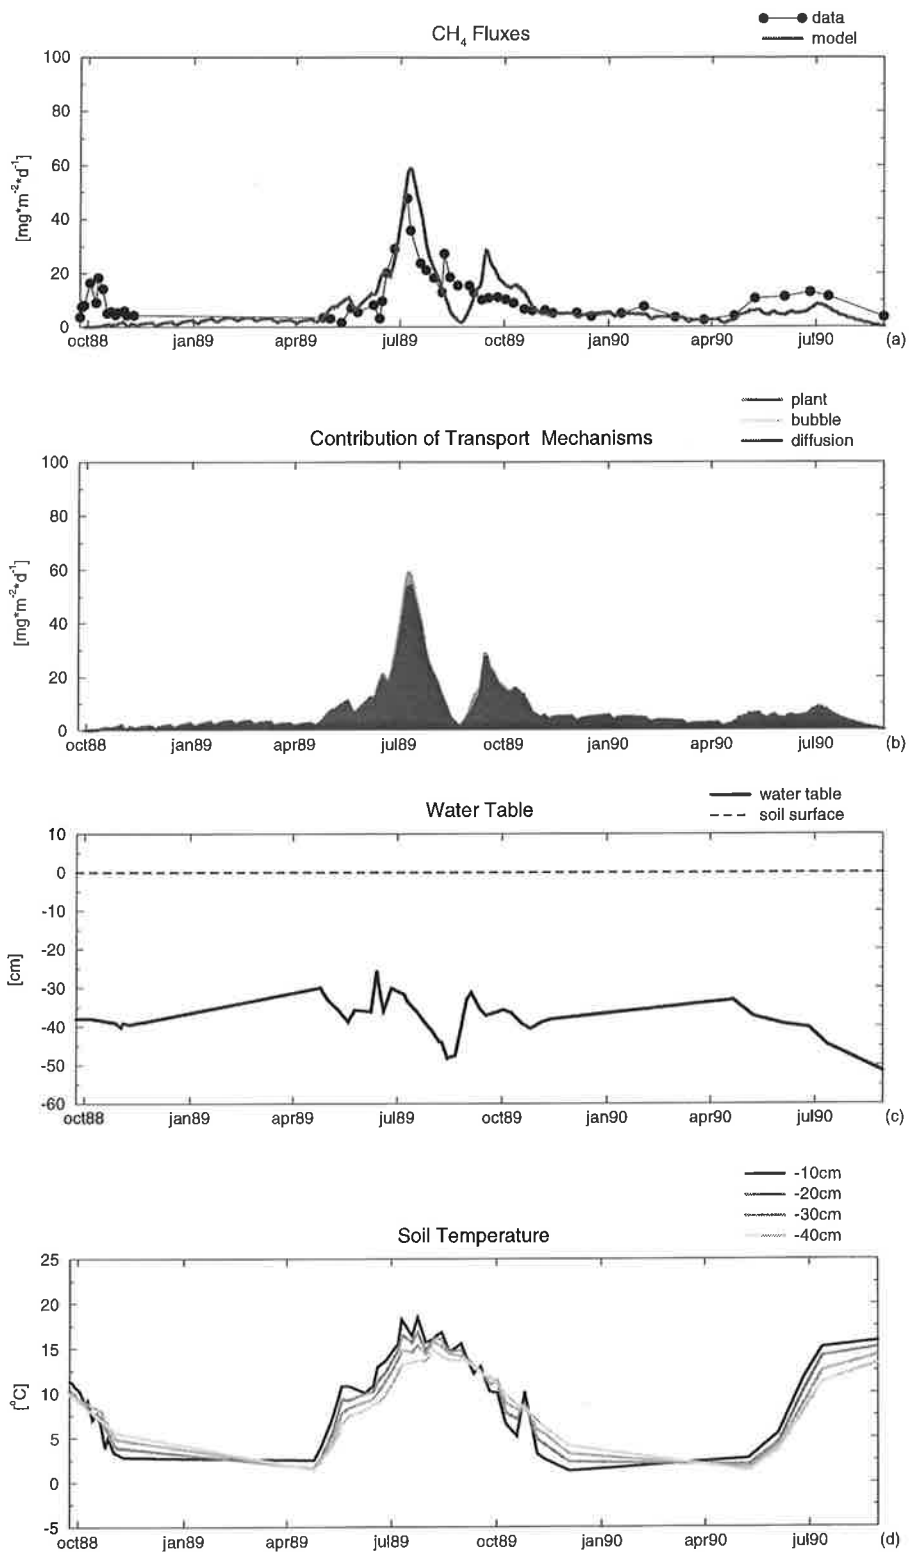 CH4 Fluxes
data
model
[mg*m-2*d-1]
100
80
60
40
20
0
oct88 jan89 apr89 jul89 oct89 jan90 apr90 jul90 (a)
plant
bubble
diffusion
Contribution of Transport Mechanisms
[mg*m-2*d-1]
100
80
60
40
20
0
oct88 jan89 apr89 jul89 oct89 jan90 apr90 jul90 (b)
water table
soil surface
Water Table
[cm]
10
0
-10
-20
-30
-40
-50
-60
oct88 jan89 apr89 jul89 oct89 jan90 apr90 jul90 (c)
-10cm
-20cm
-30cm
-40cm
Soil Temperature
[°C]
25
20
15
10
5
0
-5
oct88 jan89 apr89 jul89 oct89 jan90 apr90 jul90 (d)